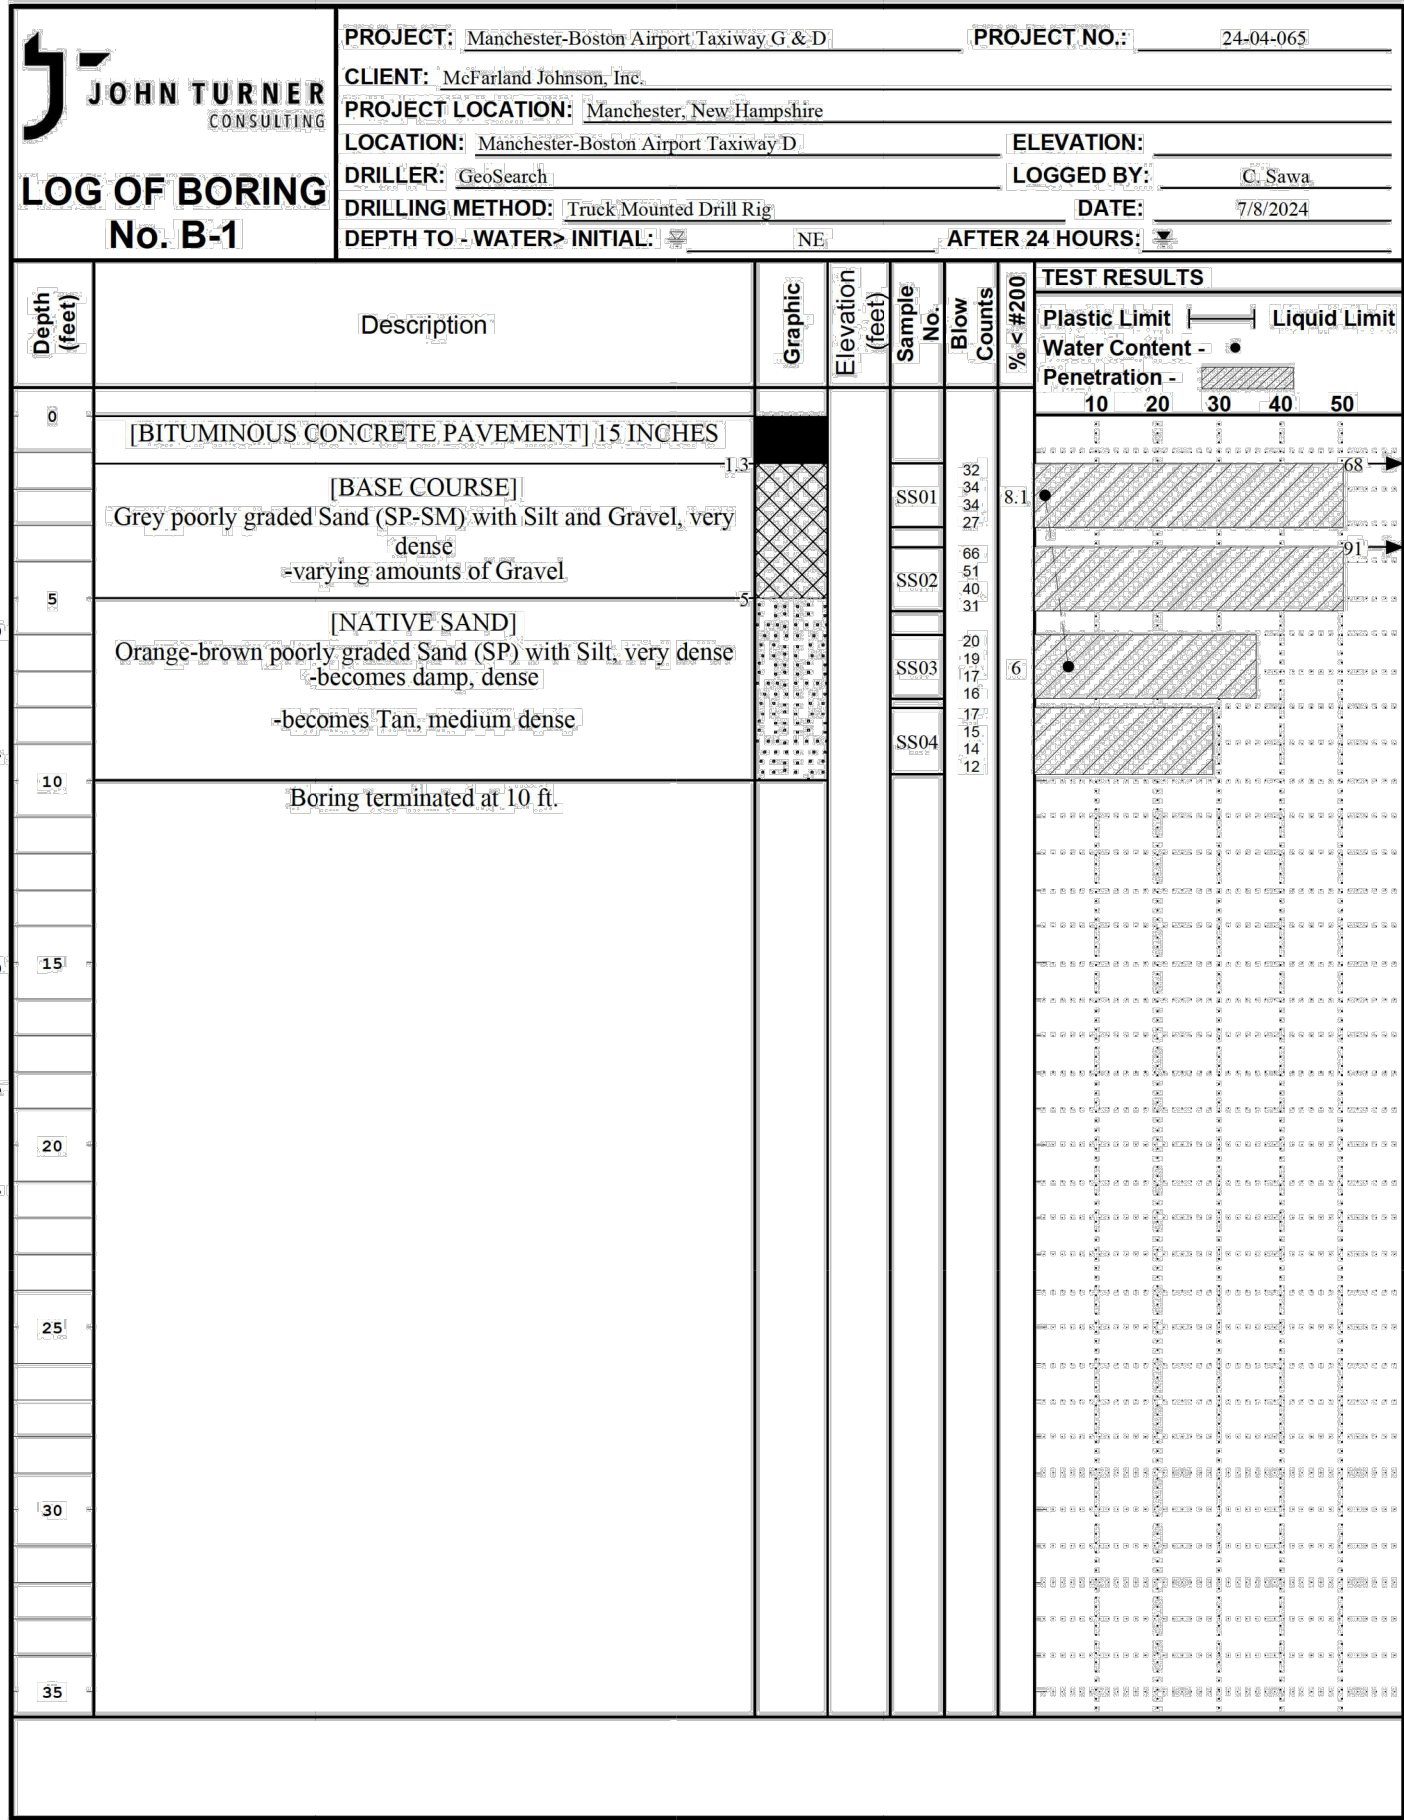 JOHN TURNER
CONSULTING
LOG OF BORING
No. B-1
PROJECT: Manchester-Boston Airport Taxiway G & D PROJECT NO.: 24-04-065
CLIENT: McFarland Johnson, Inc.
PROJECT LOCATION: Manchester, New Hampshire
LOCATION: Manchester-Boston Airport Taxiway D ELEVATION:
DRILLER: GeoSearch LOGGED BY: C. Sawa
DRILLING METHOD: Truck Mounted Drill Rig DATE: 7/8/2024
DEPTH TO - WATER> INITIAL: NE AFTER 24 HOURS:
Depth
(feet)
Description
Graphic
Elevation
(feet)
Sample
No.
Blow
Counts
% < #200
TEST RESULTS
Plastic Limit Liquid Limit
Water Content -
Penetration -
10 20 30 40 50
0
[BITUMINOUS CONCRETE PAVEMENT] 15 INCHES
1.3
[BASE COURSE]
Grey poorly graded Sand (SP-SM) with Silt and Gravel, very
dense
-varying amounts of Gravel
SS01
32
34
34
27
8.1
68
SS02
66
51
40
31
91
5
5
[NATIVE SAND]
Orange-brown poorly graded Sand (SP) with Silt, very dense
-becomes damp, dense
-becomes Tan, medium dense
SS03
20
19
17
16
6
SS04
17
15
14
12
10
Boring terminated at 10 ft.
15
20
25
30
35